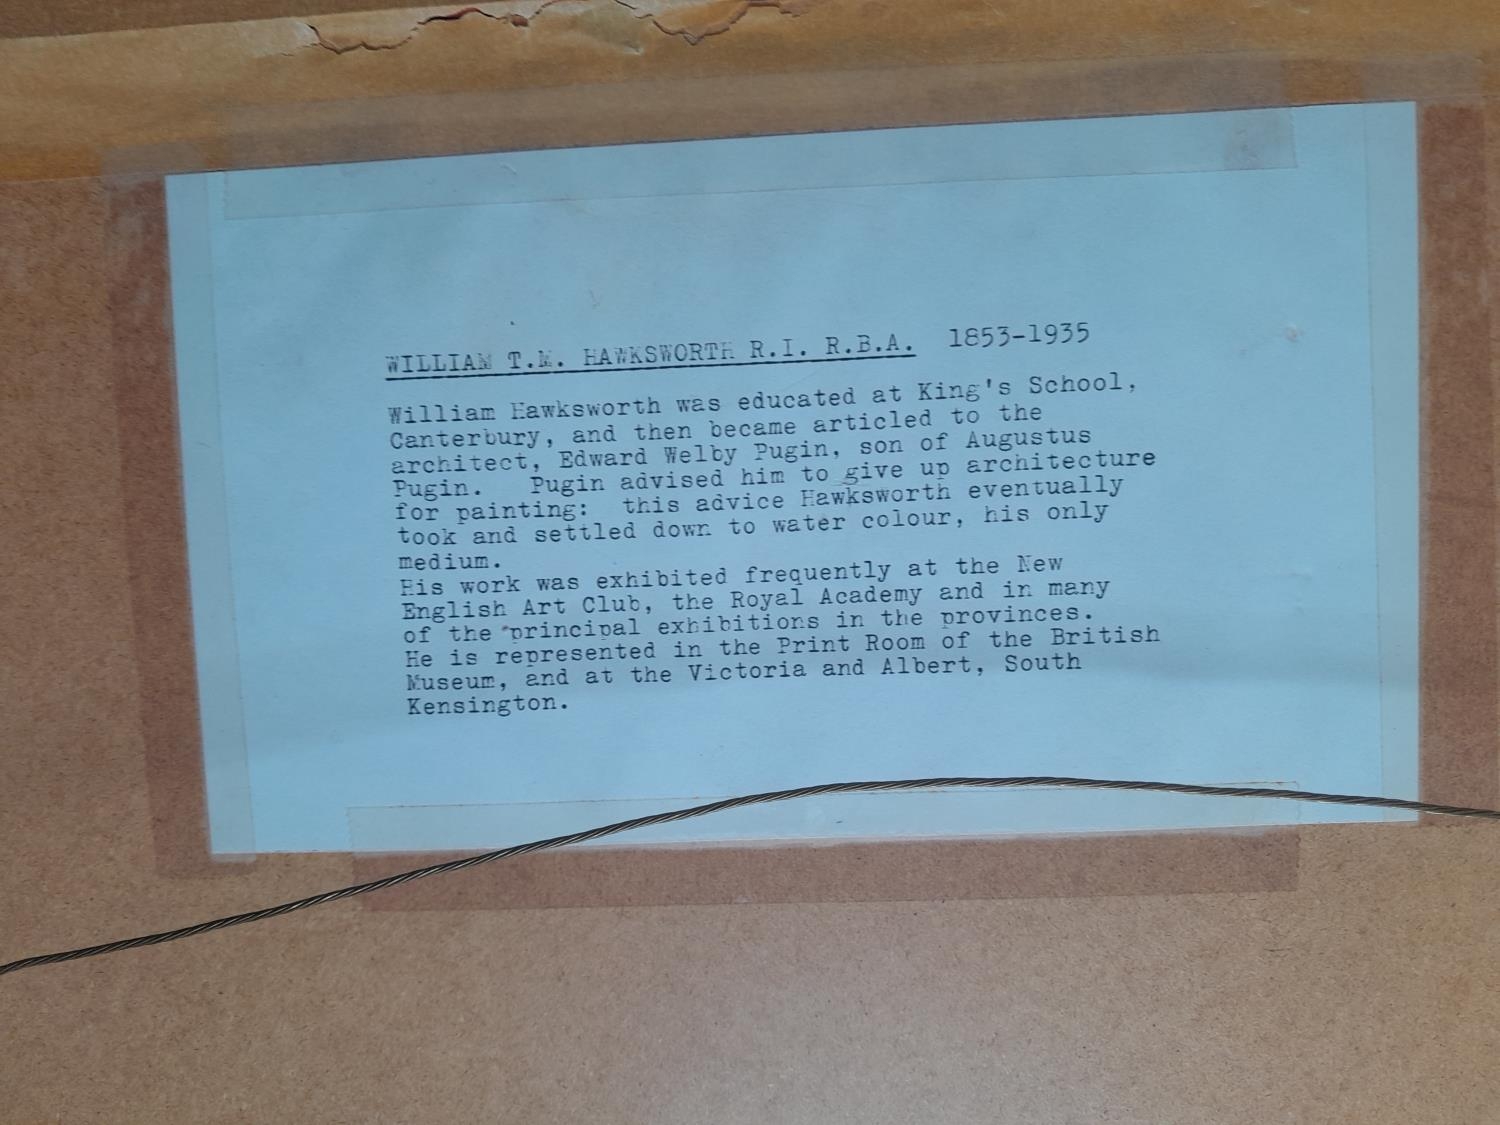 WILLIAM T.M. HAWKSWORTH R.I. R.B.A. 1853-1935
William Hawksworth was educated at King's School,
Canterbury, and then became articled to the
architect, Edward Welby Pugin, son of Augustus
Pugin. Pugin advised him to give up architecture
for painting: this advice Hawksworth eventually
took and settled down to water colour, his only
medium.
His work was exhibited frequently at the New
English Art Club, the Royal Academy and in many
of the principal exhibitions in the provinces.
He is represented in the Print Room of the British
Museum, and at the Victoria and Albert, South
Kensington.